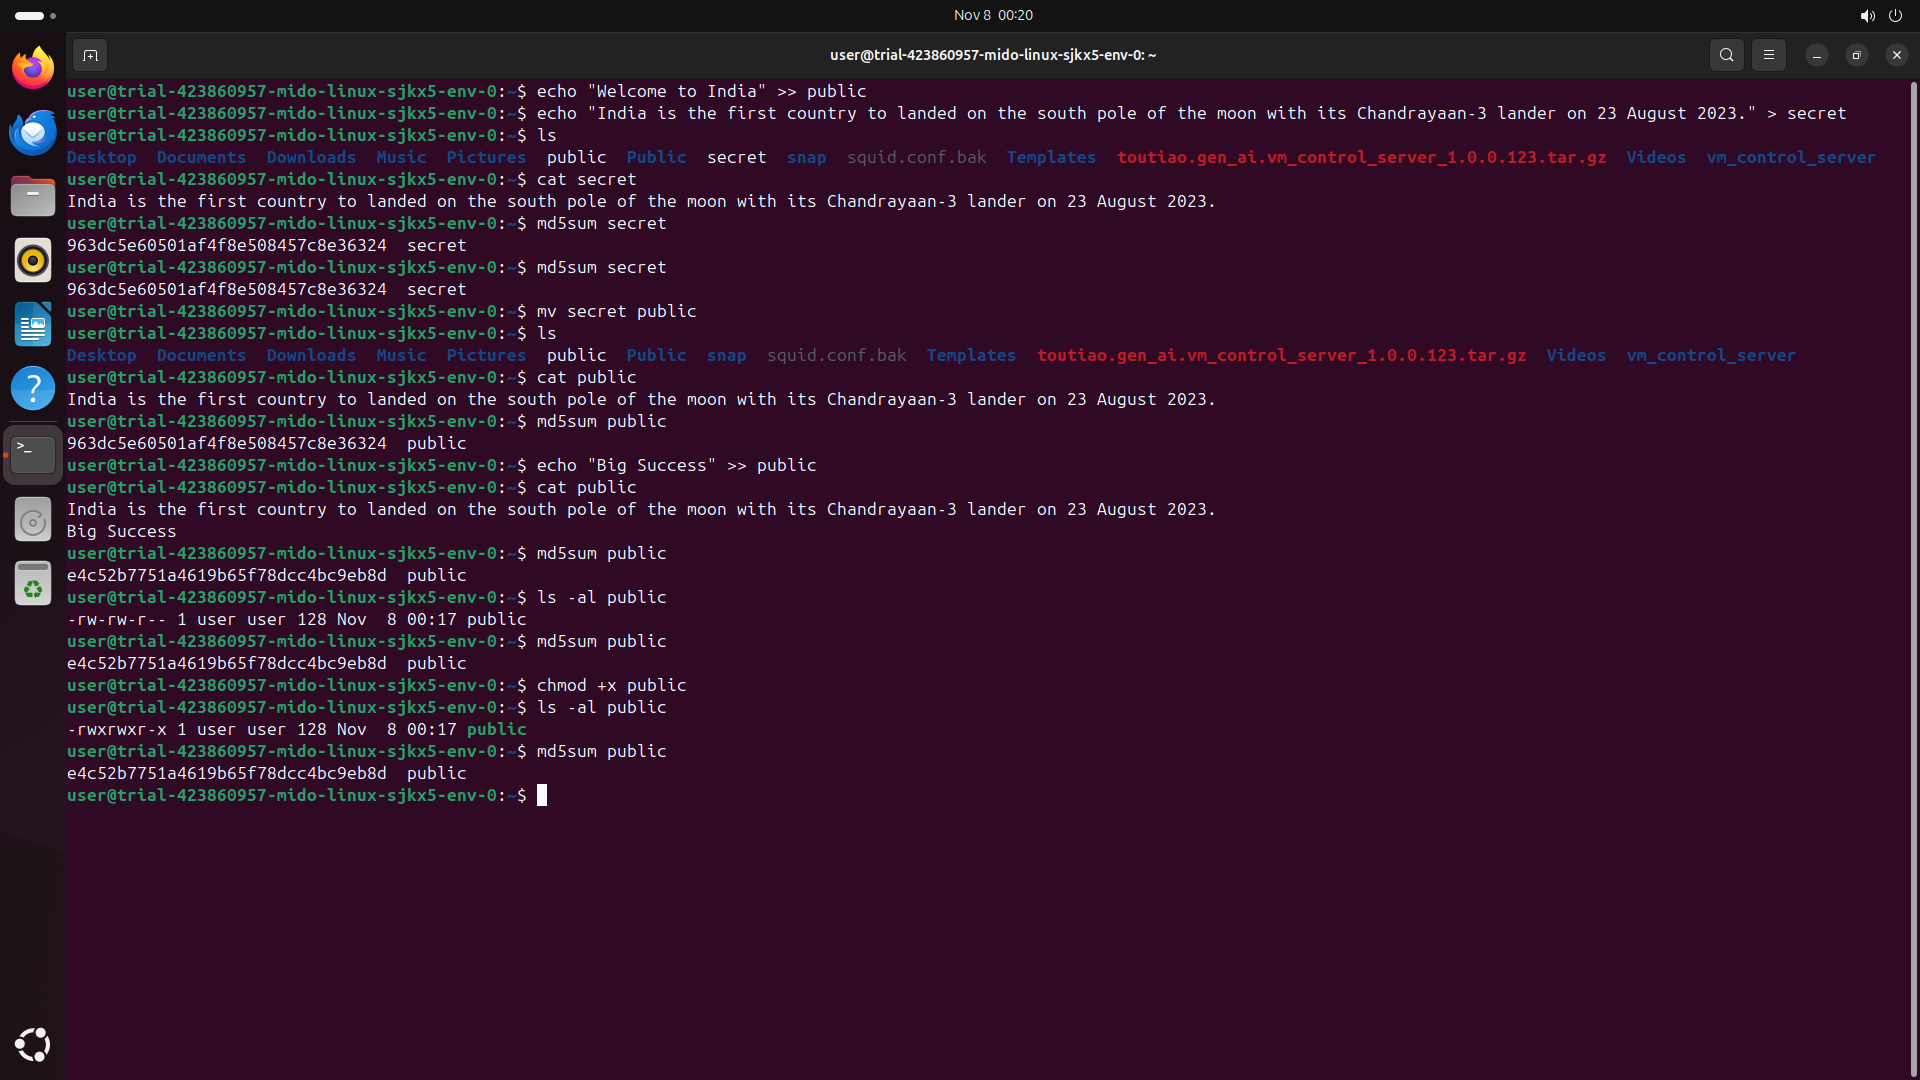 Nov 8 00:20
user@trial-423860957-mido-linux-sjkx5-env-0: ~
user@trial-423860957-mido-linux-sjkx5-env-0:~$ echo "Welcome to India" >> public
user@trial-423860957-mido-linux-sjkx5-env-0:~$ echo "India is the first country to landed on the south pole of the moon with its Chandrayaan-3 lander on 23 August 2023." > secret
user@trial-423860957-mido-linux-sjkx5-env-0:~$ ls
Desktop Documents Downloads Music Pictures public Public secret snap squid.conf.bak Templates toutiao.gen_ai.vm_control_server_1.0.0.123.tar.gz Videos vm_control_server
user@trial-423860957-mido-linux-sjkx5-env-0:~$ cat secret
India is the first country to landed on the south pole of the moon with its Chandrayaan-3 lander on 23 August 2023.
user@trial-423860957-mido-linux-sjkx5-env-0:~$ md5sum secret
963dc5e60501af4f8e508457c8e36324 secret
user@trial-423860957-mido-linux-sjkx5-env-0:~$ md5sum secret
963dc5e60501af4f8e508457c8e36324 secret
user@trial-423860957-mido-linux-sjkx5-env-0:~$ mv secret public
user@trial-423860957-mido-linux-sjkx5-env-0:~$ ls
Desktop Documents Downloads Music Pictures public Public snap squid.conf.bak Templates toutiao.gen_ai.vm_control_server_1.0.0.123.tar.gz Videos vm_control_server
user@trial-423860957-mido-linux-sjkx5-env-0:~$ cat public
India is the first country to landed on the south pole of the moon with its Chandrayaan-3 lander on 23 August 2023.
user@trial-423860957-mido-linux-sjkx5-env-0:~$ md5sum public
963dc5e60501af4f8e508457c8e36324 public
user@trial-423860957-mido-linux-sjkx5-env-0:~$ echo "Big Success" >> public
user@trial-423860957-mido-linux-sjkx5-env-0:~$ cat public
India is the first country to landed on the south pole of the moon with its Chandrayaan-3 lander on 23 August 2023.
Big Success
user@trial-423860957-mido-linux-sjkx5-env-0:~$ md5sum public
e4c52b7751a4619b65f78dcc4bc9eb8d public
user@trial-423860957-mido-linux-sjkx5-env-0:~$ ls -al public
-rw-rw-r-- 1 user user 128 Nov 8 00:17 public
user@trial-423860957-mido-linux-sjkx5-env-0:~$ md5sum public
e4c52b7751a4619b65f78dcc4bc9eb8d public
user@trial-423860957-mido-linux-sjkx5-env-0:~$ chmod +x public
user@trial-423860957-mido-linux-sjkx5-env-0:~$ ls -al public
-rwxrwxr-x 1 user user 128 Nov 8 00:17 public
user@trial-423860957-mido-linux-sjkx5-env-0:~$ md5sum public
e4c52b7751a4619b65f78dcc4bc9eb8d public
user@trial-423860957-mido-linux-sjkx5-env-0:~$